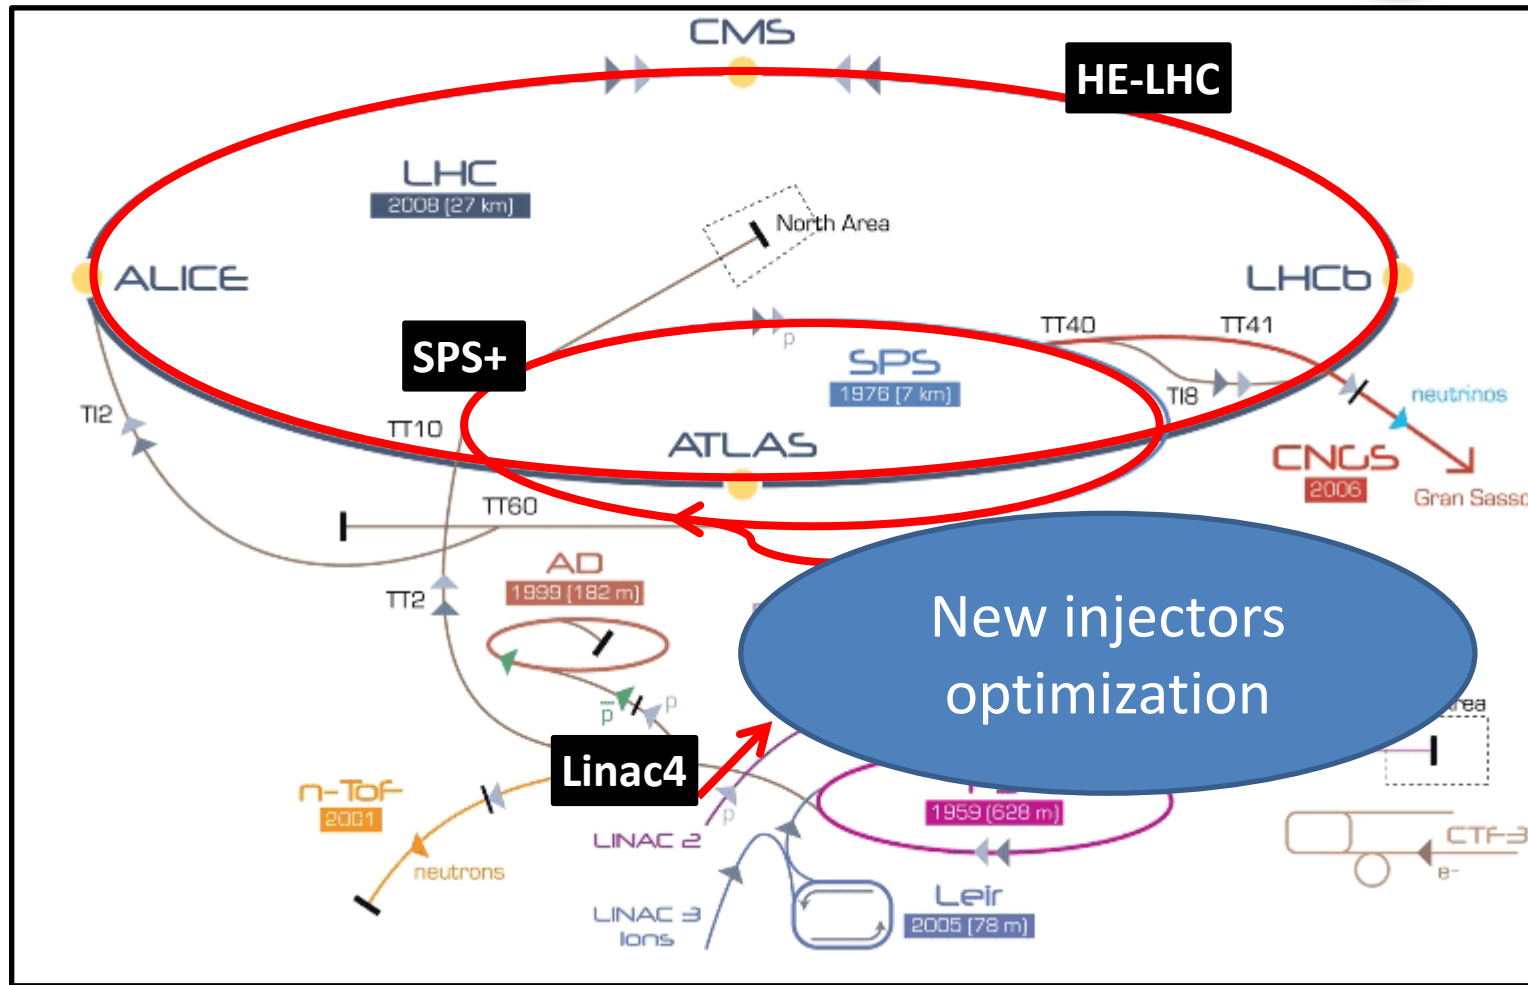 CMS
HE-LHC
LHC
2008 (27 km)
North Area
ALICE
LHCb
TT40
TT41
SPS+
p
SPS
1976 (7 km)
TI8
neutrinos
TI2
TT10
ATLAS
CNGS
2006
Gran Sasso
TT60
AD
1999 (182 m)
TT2
New injectors
optimization
p̅
p
Linac4
n-ToF
2001
p
1959 (628 m)
LINAC 2
neutrons
CTF-3
e-
Leir
LINAC 3
Ions
2005 (78 m)